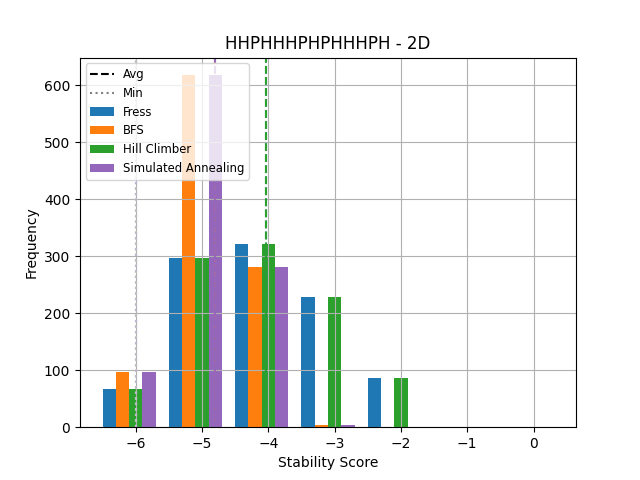 HHPHHHPHPHHHPH - 2D
Avg
Min
Fress
BFS
Hill Climber
Simulated Annealing
Frequency
600
500
400
300
200
100
0
−6 −5 −4 −3 −2 −1 0
Stability Score